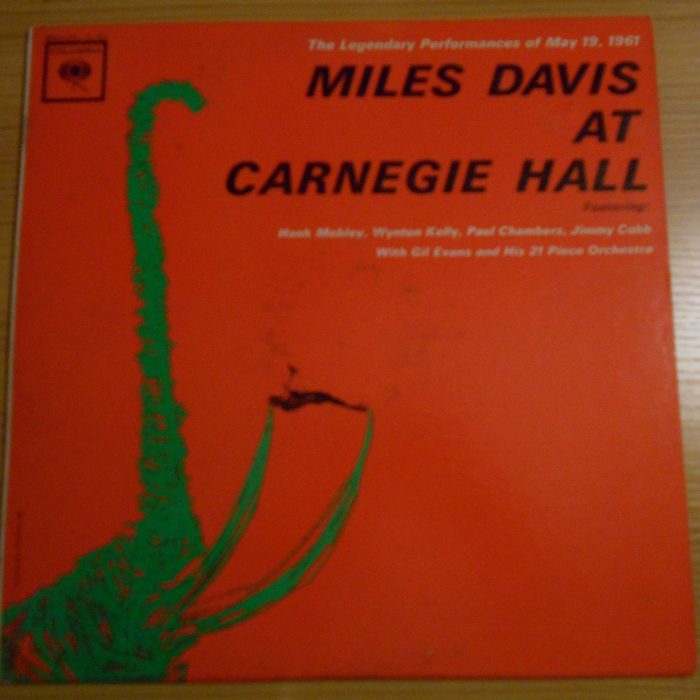 The Legendary Performances of May 19, 1961
MILES DAVIS
AT
CARNEGIE HALL
Featuring:
Hank Mobley, Wynton Kelly, Paul Chambers, Jimmy Cobb
With Gil Evans and His 21 Piece Orchestra